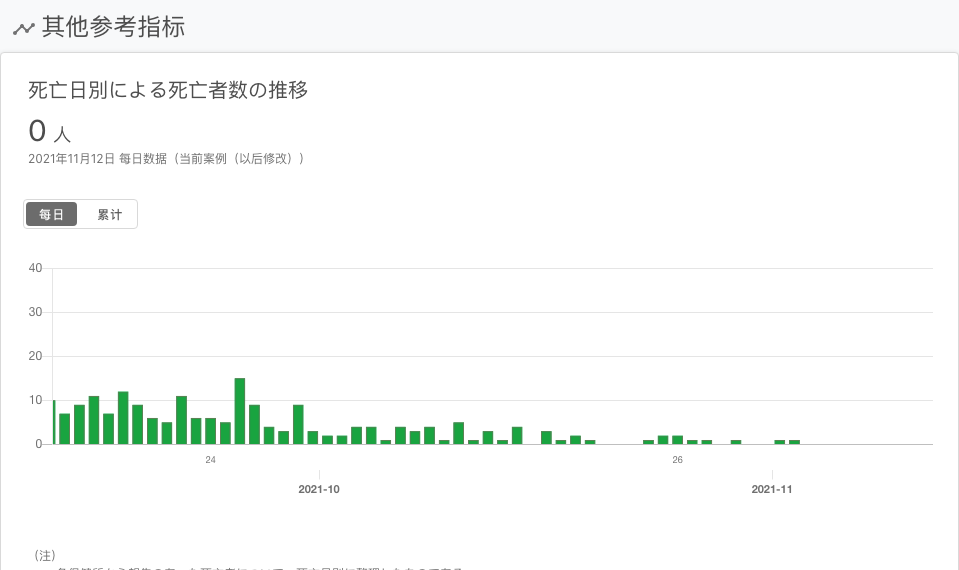 其他参考指标
死亡日別による死亡者数の推移
0 人
2021年11月12日 每日数据（当前案例（以后修改））
每日 累计
40
30
20
10
0
24 26
2021-10 2021-11
（注）